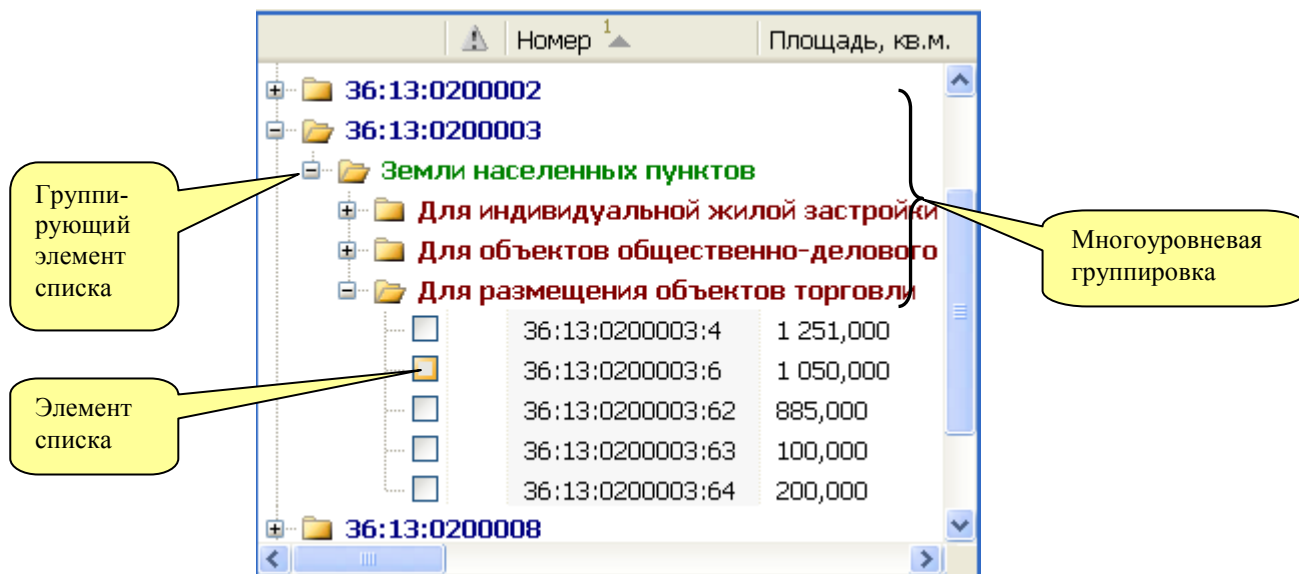 Номер 1 Площадь, кв.м.
36:13:0200002
36:13:0200003
Земли населенных пунктов
Для индивидуальной жилой застройки
Для объектов общественно-делового
Для размещения объектов торговли
36:13:0200003:4 1 251,000
36:13:0200003:6 1 050,000
36:13:0200003:62 885,000
36:13:0200003:63 100,000
36:13:0200003:64 200,000
36:13:0200008
Группи-
рующий
элемент
списка
Элемент
списка
Многоуровневая
группировка